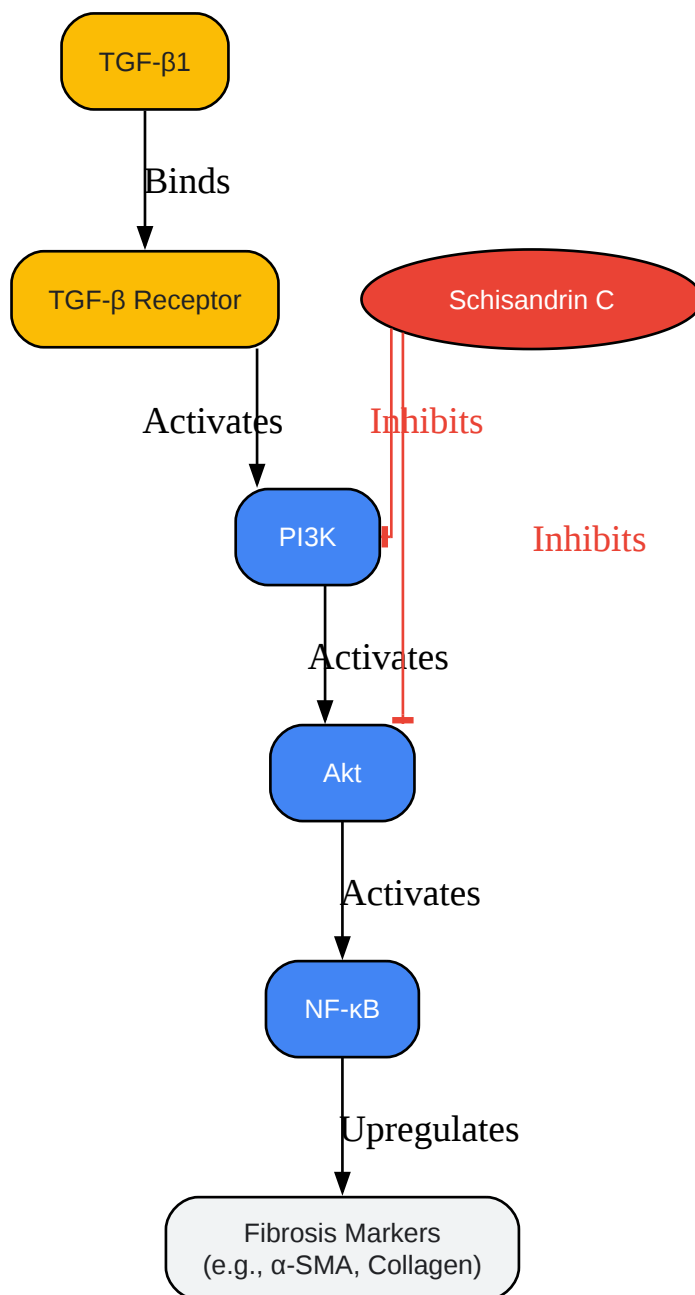 TGF-β1
Binds
TGF-β Receptor
Schisandrin C
Activates
Inhibits
PI3K
Inhibits
Activates
Akt
Activates
NF-κB
Upregulates
Fibrosis Markers
(e.g., α-SMA, Collagen)